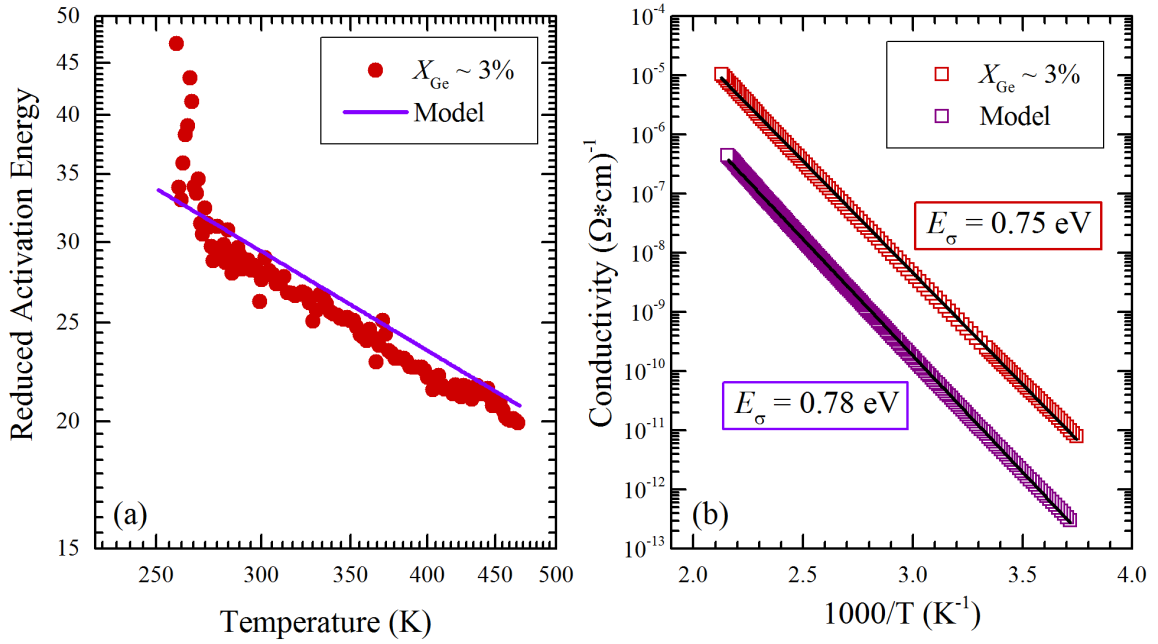 50
45
40
35
30
25
20
15
Reduced Activation Energy
X_Ge ~ 3%
Model
(a)
250
300
350
400
450
500
Temperature (K)
10^-4
10^-5
10^-6
10^-7
10^-8
10^-9
10^-10
10^-11
10^-12
10^-13
Conductivity (Ω*cm)^-1
X_Ge ~ 3%
Model
E_σ = 0.75 eV
E_σ = 0.78 eV
(b)
2.0
2.5
3.0
3.5
4.0
1000/T (K^-1)